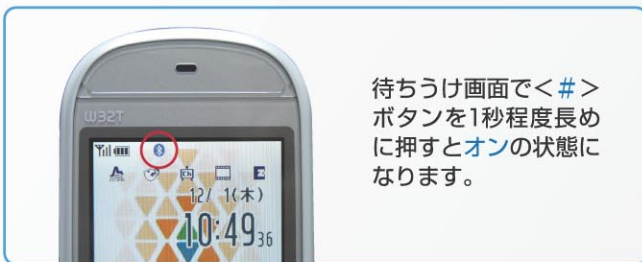 W32T
12/ 1(木)
10:49 36
待ちうけ画面で＜#＞
ボタンを1秒程度長め
に押すとオンの状態に
なります。